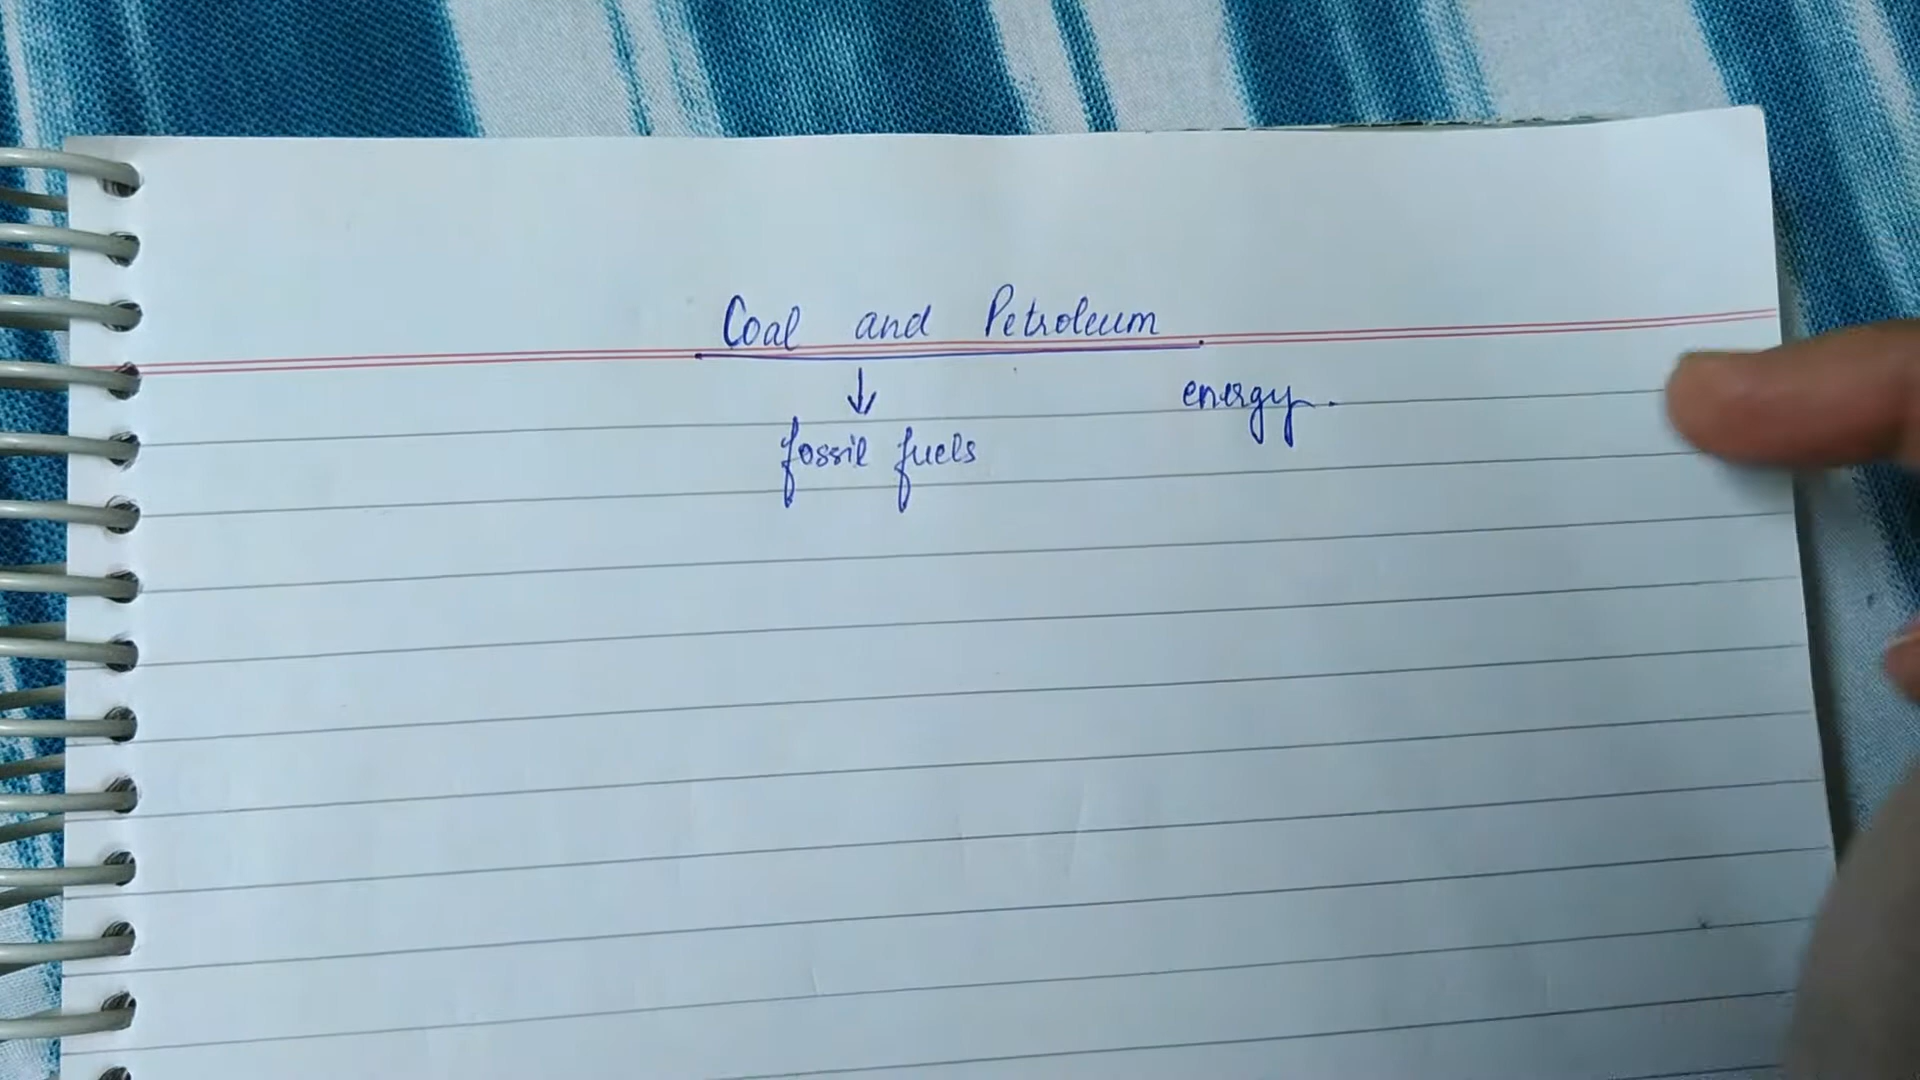 Coal and Petroleum
↓
energy.
fossil fuels